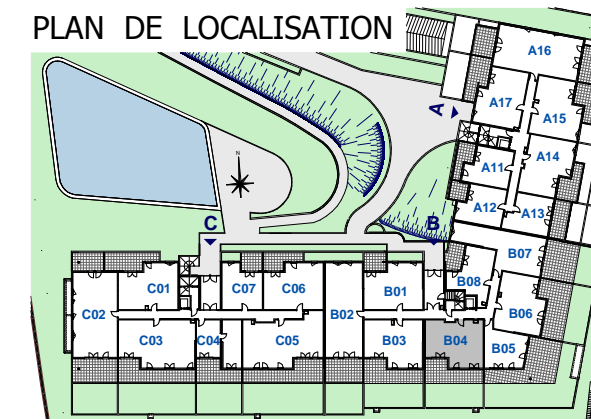 PLAN DE LOCALISATION
A16
A
A17
A15
A14
A11
A12
A13
N
C
B
B07
B08
C01
C07
C06
B01
C02
B02
B06
C03
C04
C05
B03
B04
B05